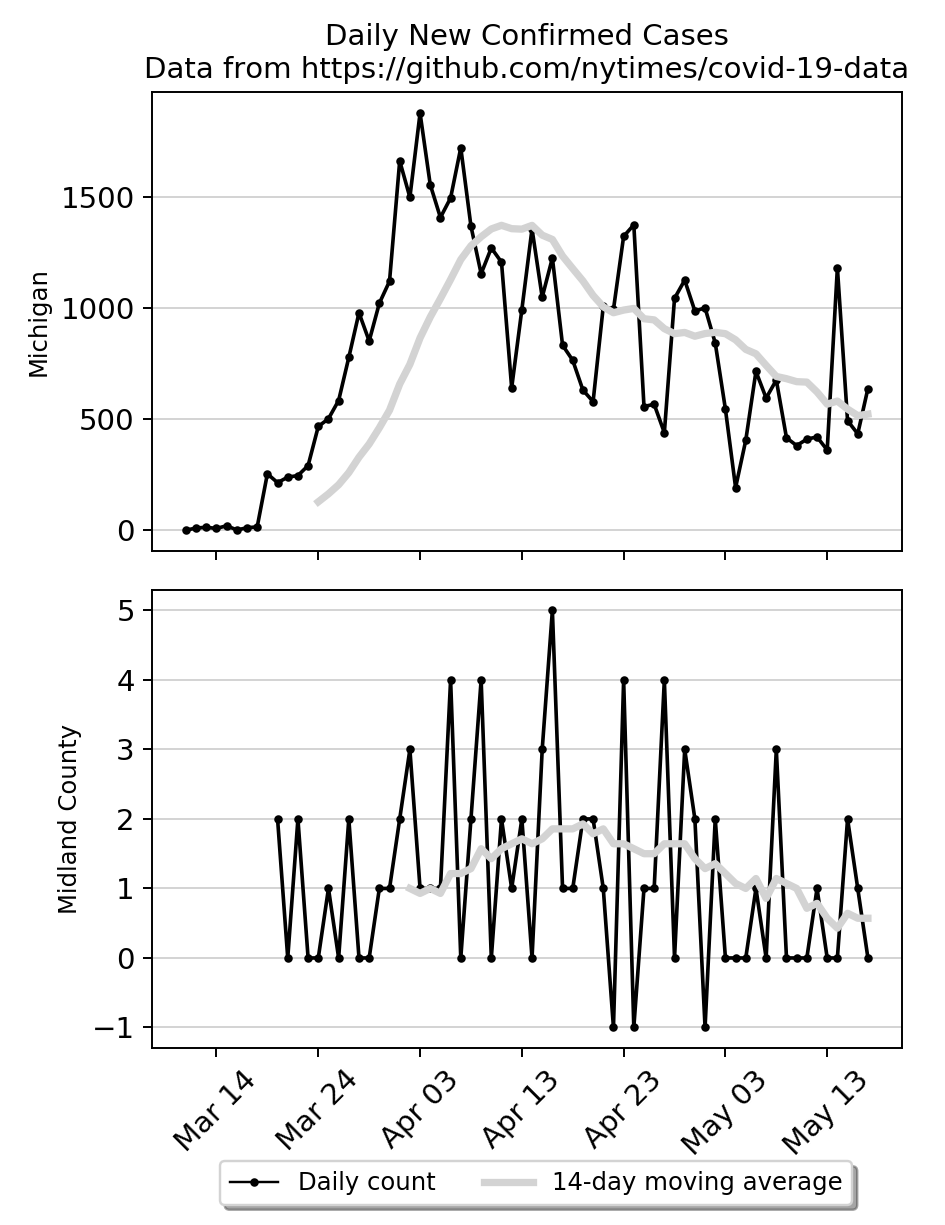 Daily New Confirmed Cases
Data from https://github.com/nytimes/covid-19-data
Michigan
1500
1000
500
0
Midland County
5
4
3
2
1
0
−1
Mar 14
Mar 24
Apr 03
Apr 13
Apr 23
May 03
May 13
Daily count
14-day moving average